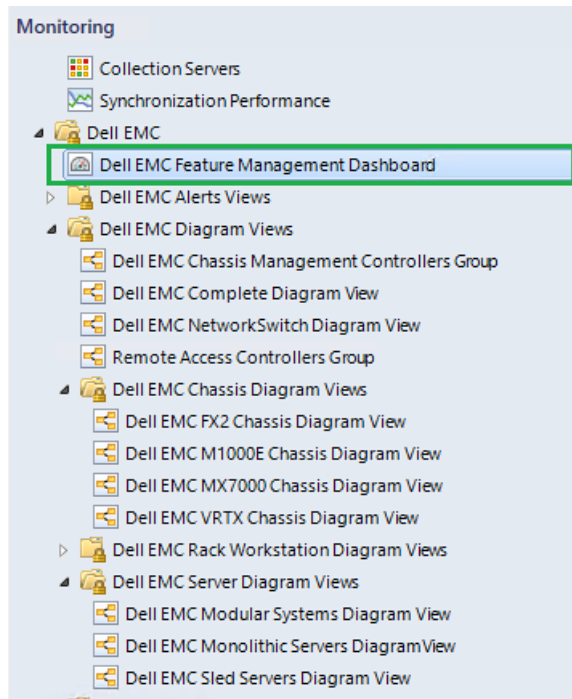 Monitoring
Collection Servers
Synchronization Performance
Dell EMC
Dell EMC Feature Management Dashboard
Dell EMC Alerts Views
Dell EMC Diagram Views
Dell EMC Chassis Management Controllers Group
Dell EMC Complete Diagram View
Dell EMC NetworkSwitch Diagram View
Remote Access Controllers Group
Dell EMC Chassis Diagram Views
Dell EMC FX2 Chassis Diagram View
Dell EMC M1000E Chassis Diagram View
Dell EMC MX7000 Chassis Diagram View
Dell EMC VRTX Chassis Diagram View
Dell EMC Rack Workstation Diagram Views
Dell EMC Server Diagram Views
Dell EMC Modular Systems Diagram View
Dell EMC Monolithic Servers DiagramView
Dell EMC Sled Servers Diagram View